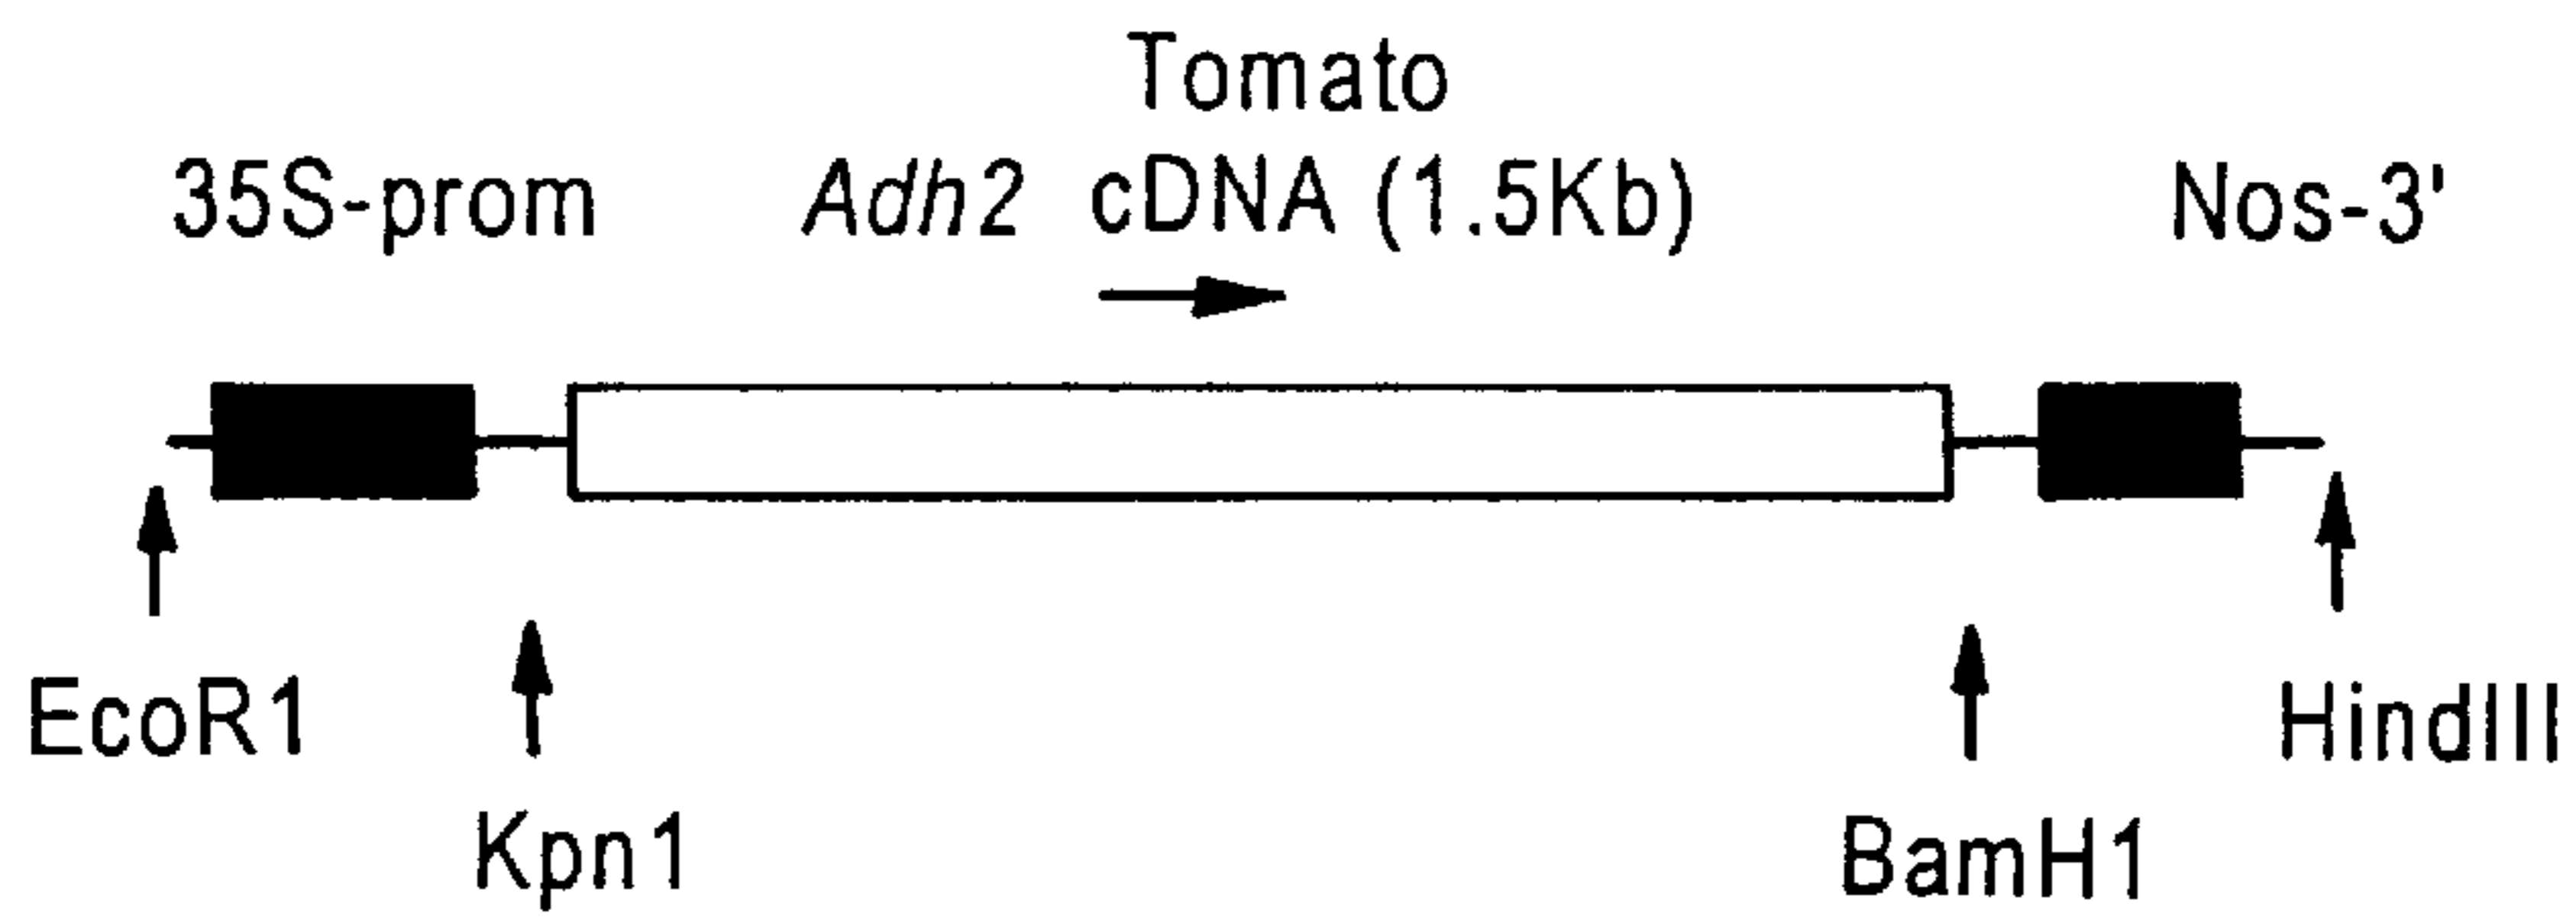 Tomato
35S-prom
Adh2 cDNA (1.5Kb)
Nos-3'
EcoR1
Kpn1
BamH1
HindIII